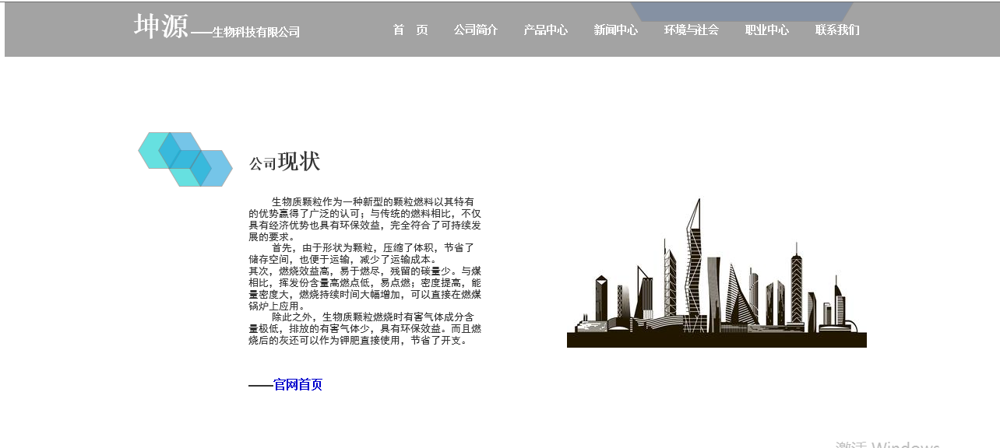 坤源——生物科技有限公司
首 页 公司简介 产品中心 新闻中心 环境与社会 职业中心 联系我们
公司现状
生物质颗粒作为一种新型的颗粒燃料以其特有
的优势赢得了广泛的认可；与传统的燃料相比，不仅
具有经济优势也具有环保效益，完全符合了可持续发
展的要求。
首先，由于形状为颗粒，压缩了体积，节省了
储存空间，也便于运输，减少了运输成本。
其次，燃烧效益高，易于燃尽，残留的碳量少。与煤
相比，挥发份含量高燃点低，易点燃；密度提高，能
量密度大，燃烧持续时间大幅增加，可以直接在燃煤
锅炉上应用。
除此之外，生物质颗粒燃烧时有害气体成分含
量极低，排放的有害气体少，具有环保效益。而且燃
烧后的灰还可以作为钾肥直接使用，节省了开支。
——官网首页
激活 Windows